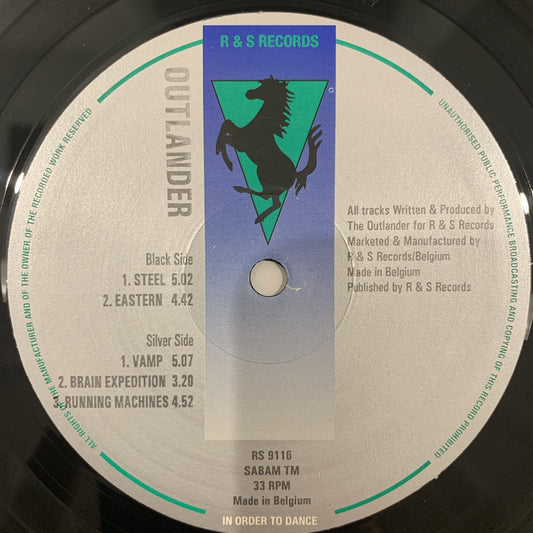 R & S RECORDS
OUTLANDER
Black Side
1. STEEL 5.02
2. EASTERN 4.42
Silver Side
1. VAMP 5.07
2. BRAIN EXPEDITION 3.20
3. RUNNING MACHINES 4.52
All tracks Written & Produced by
The Outlander for R & S Records
Marketed & Manufactured by
R & S Records/Belgium
Made in Belgium
Published by R & S Records
RS 9116
SABAM TM
33 RPM
Made in Belgium
IN ORDER TO DANCE
ALL RIGHTS OF THE MANUFACTURER AND OF THE OWNER OF THE RECORDED WORK RESERVED
UNAUTHORISED PUBLIC PERFORMANCE BROADCASTING AND COPYING OF THIS RECORD PROHIBITED